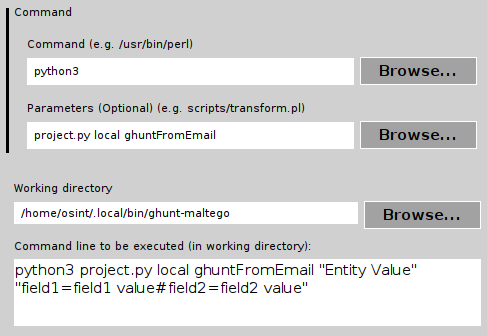 Command
Command (e.g. /usr/bin/perl)
python3 Browse...
Parameters (Optional) (e.g. scripts/transform.pl)
project.py local ghuntFromEmail Browse...
Working directory
/home/osint/.local/bin/ghunt-maltego Browse...
Command line to be executed (in working directory):
python3 project.py local ghuntFromEmail "Entity Value"
"field1=field1 value#field2=field2 value"